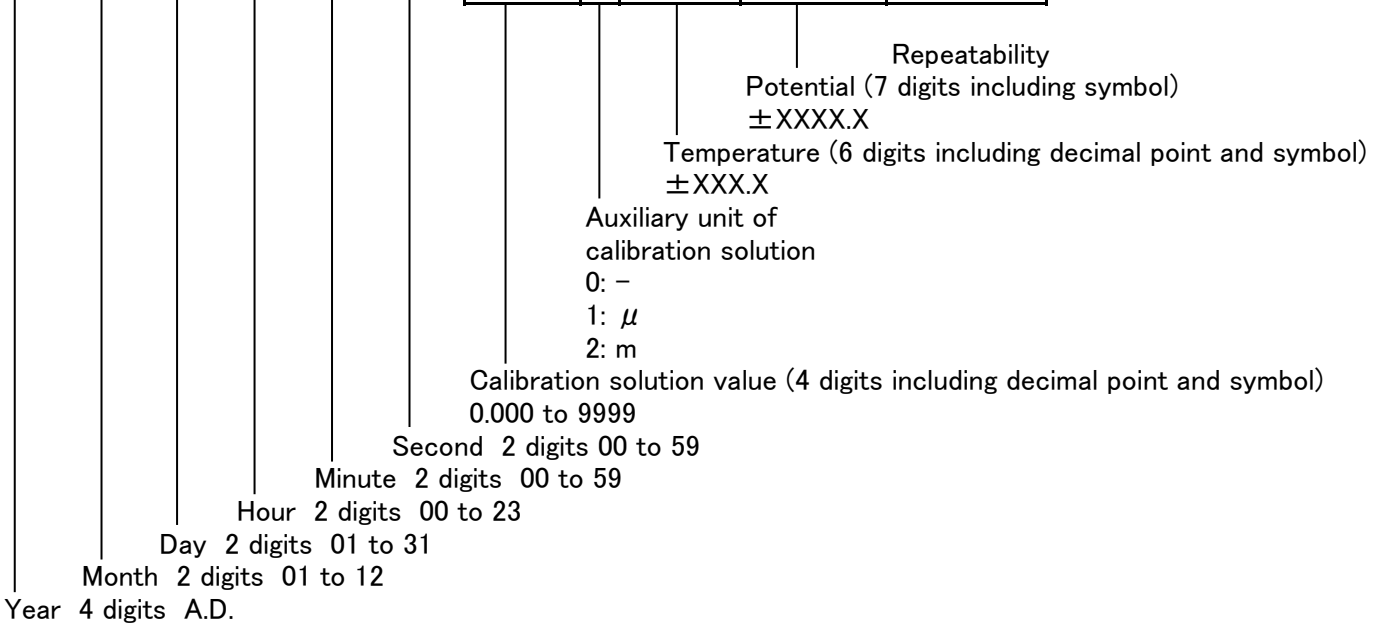 Repeatability
Potential (7 digits including symbol)
±XXXX.X
Temperature (6 digits including decimal point and symbol)
±XXX.X
Auxiliary unit of
calibration solution
0: −
1: μ
2: m
Calibration solution value (4 digits including decimal point and symbol)
0.000 to 9999
Second 2 digits 00 to 59
Minute 2 digits 00 to 59
Hour 2 digits 00 to 23
Day 2 digits 01 to 31
Month 2 digits 01 to 12
Year 4 digits A.D.